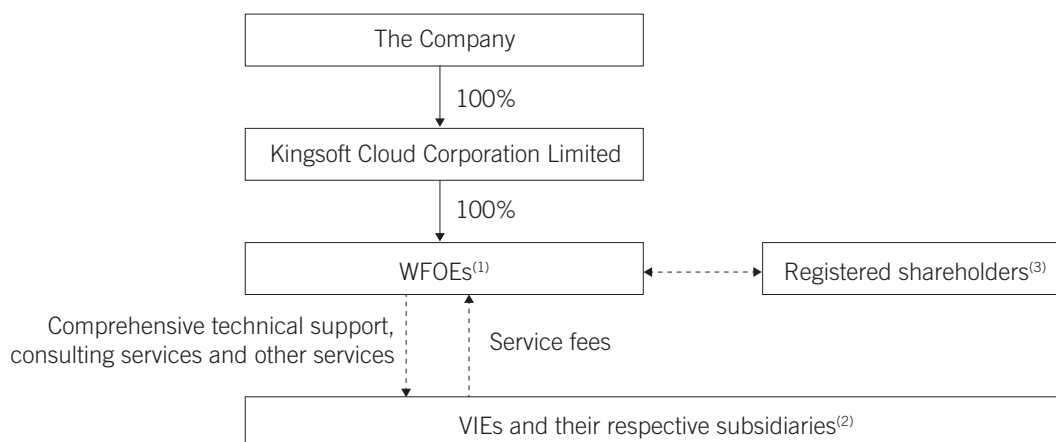 The Company
100%
Kingsoft Cloud Corporation Limited
100%
WFOEs(1)
Registered shareholders(3)
Comprehensive technical support,
consulting services and other services
Service fees
VIEs and their respective subsidiaries(2)